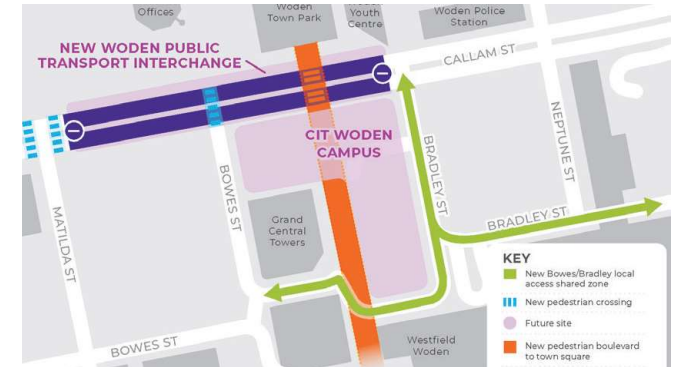 Offices
Woden
Town Park
Youth
Centre
Woden Police
Station
NEW WODEN PUBLIC
TRANSPORT INTERCHANGE
CALLAM ST
CIT WODEN
CAMPUS
NEPTUNE ST
BRADLEY ST
BOWES ST
MATILDA ST
Grand
Central
Towers
BRADLEY ST
BOWES ST
Westfield
Woden
KEY
New Bowes/Bradley local
access shared zone
New pedestrian crossing
Future site
New pedestrian boulevard
to town square